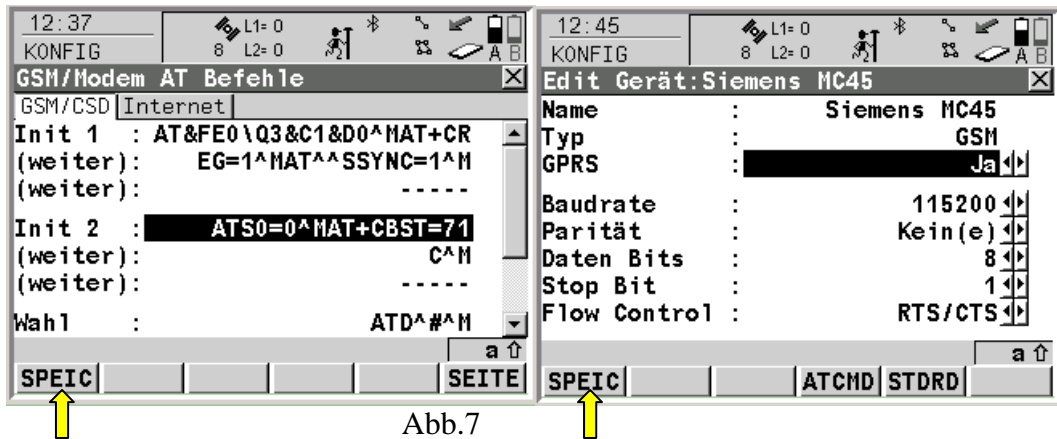 12:37
L1= 0
KONFIG
8 L2= 0
A B
GSM/Modem AT Befehle
GSM/CSD Internet
Init 1 : AT&FE0\Q3&C1&D0^MAT+CR
(weiter): EG=1^MAT^^SSYNC=1^M
(weiter): -----
Init 2 : ATS0=0^MAT+CBST=71
(weiter): C^M
(weiter): -----
Wahl : ATD^#^M
a
SPEIC SEITE
12:45
L1= 0
KONFIG
8 L2= 0
A B
Edit Gerät:Siemens MC45
Name : Siemens MC45
Typ : GSM
GPRS : Ja
Baudrate : 115200
Parität : Kein(e)
Daten Bits : 8
Stop Bit : 1
Flow Control : RTS/CTS
a
SPEIC ATCMD STDRD
Abb.7